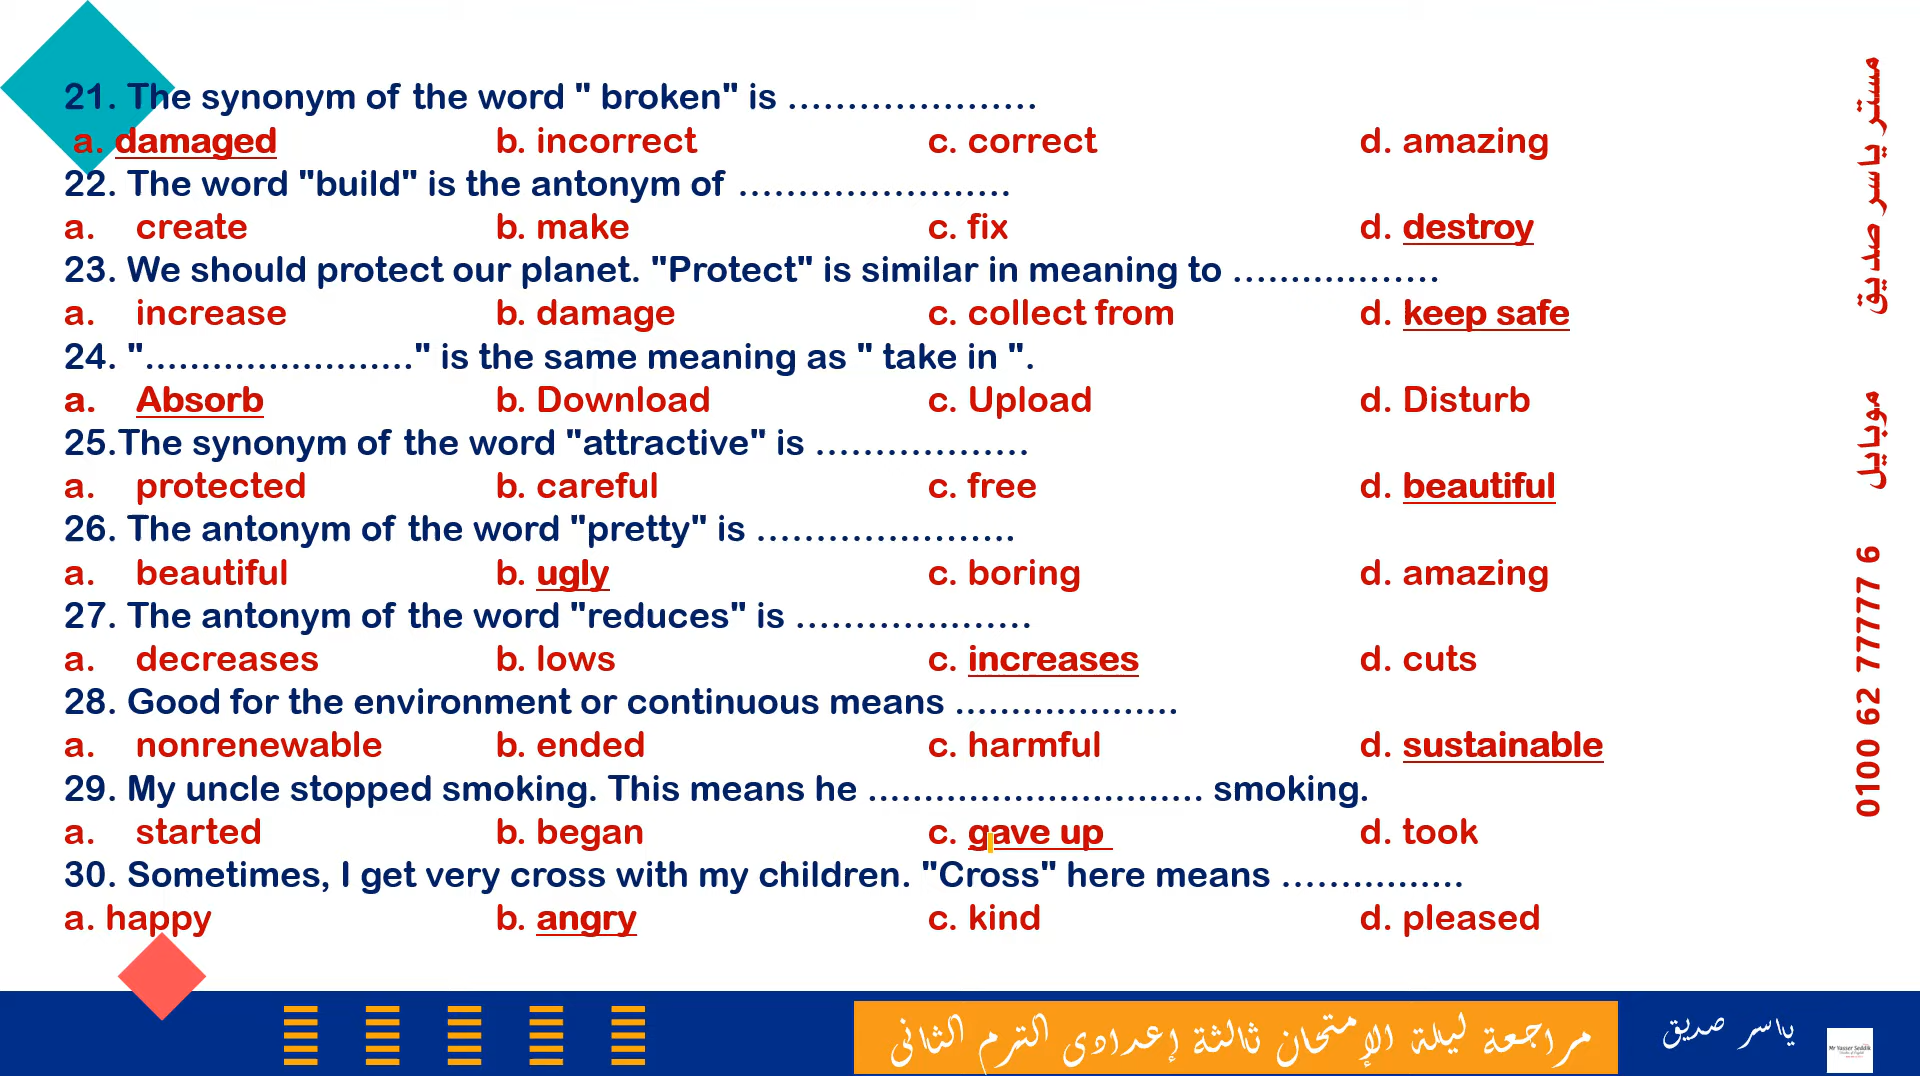 21. The synonym of the word " broken" is .....................
a. damaged b. incorrect c. correct d. amazing
22. The word "build" is the antonym of .......................
a. create b. make c. fix d. destroy
23. We should protect our planet. "Protect" is similar in meaning to ..................
a. increase b. damage c. collect from d. keep safe
24. "........................" is the same meaning as " take in ".
a. Absorb b. Download c. Upload d. Disturb
25.The synonym of the word "attractive" is ..................
a. protected b. careful c. free d. beautiful
26. The antonym of the word "pretty" is ......................
a. beautiful b. ugly c. boring d. amazing
27. The antonym of the word "reduces" is ....................
a. decreases b. lows c. increases d. cuts
28. Good for the environment or continuous means ....................
a. nonrenewable b. ended c. harmful d. sustainable
29. My uncle stopped smoking. This means he .............................. smoking.
a. started b. began c. gave up d. took
30. Sometimes, I get very cross with my children. "Cross" here means ................
a. happy b. angry c. kind d. pleased
مستر ياسر صديق موبايل 0100 62 77777 6
مراجعة ليلة الإمتحان ثالثة إعدادى الترم الثانى
ياسر صديق
Mr Yasser Seddik